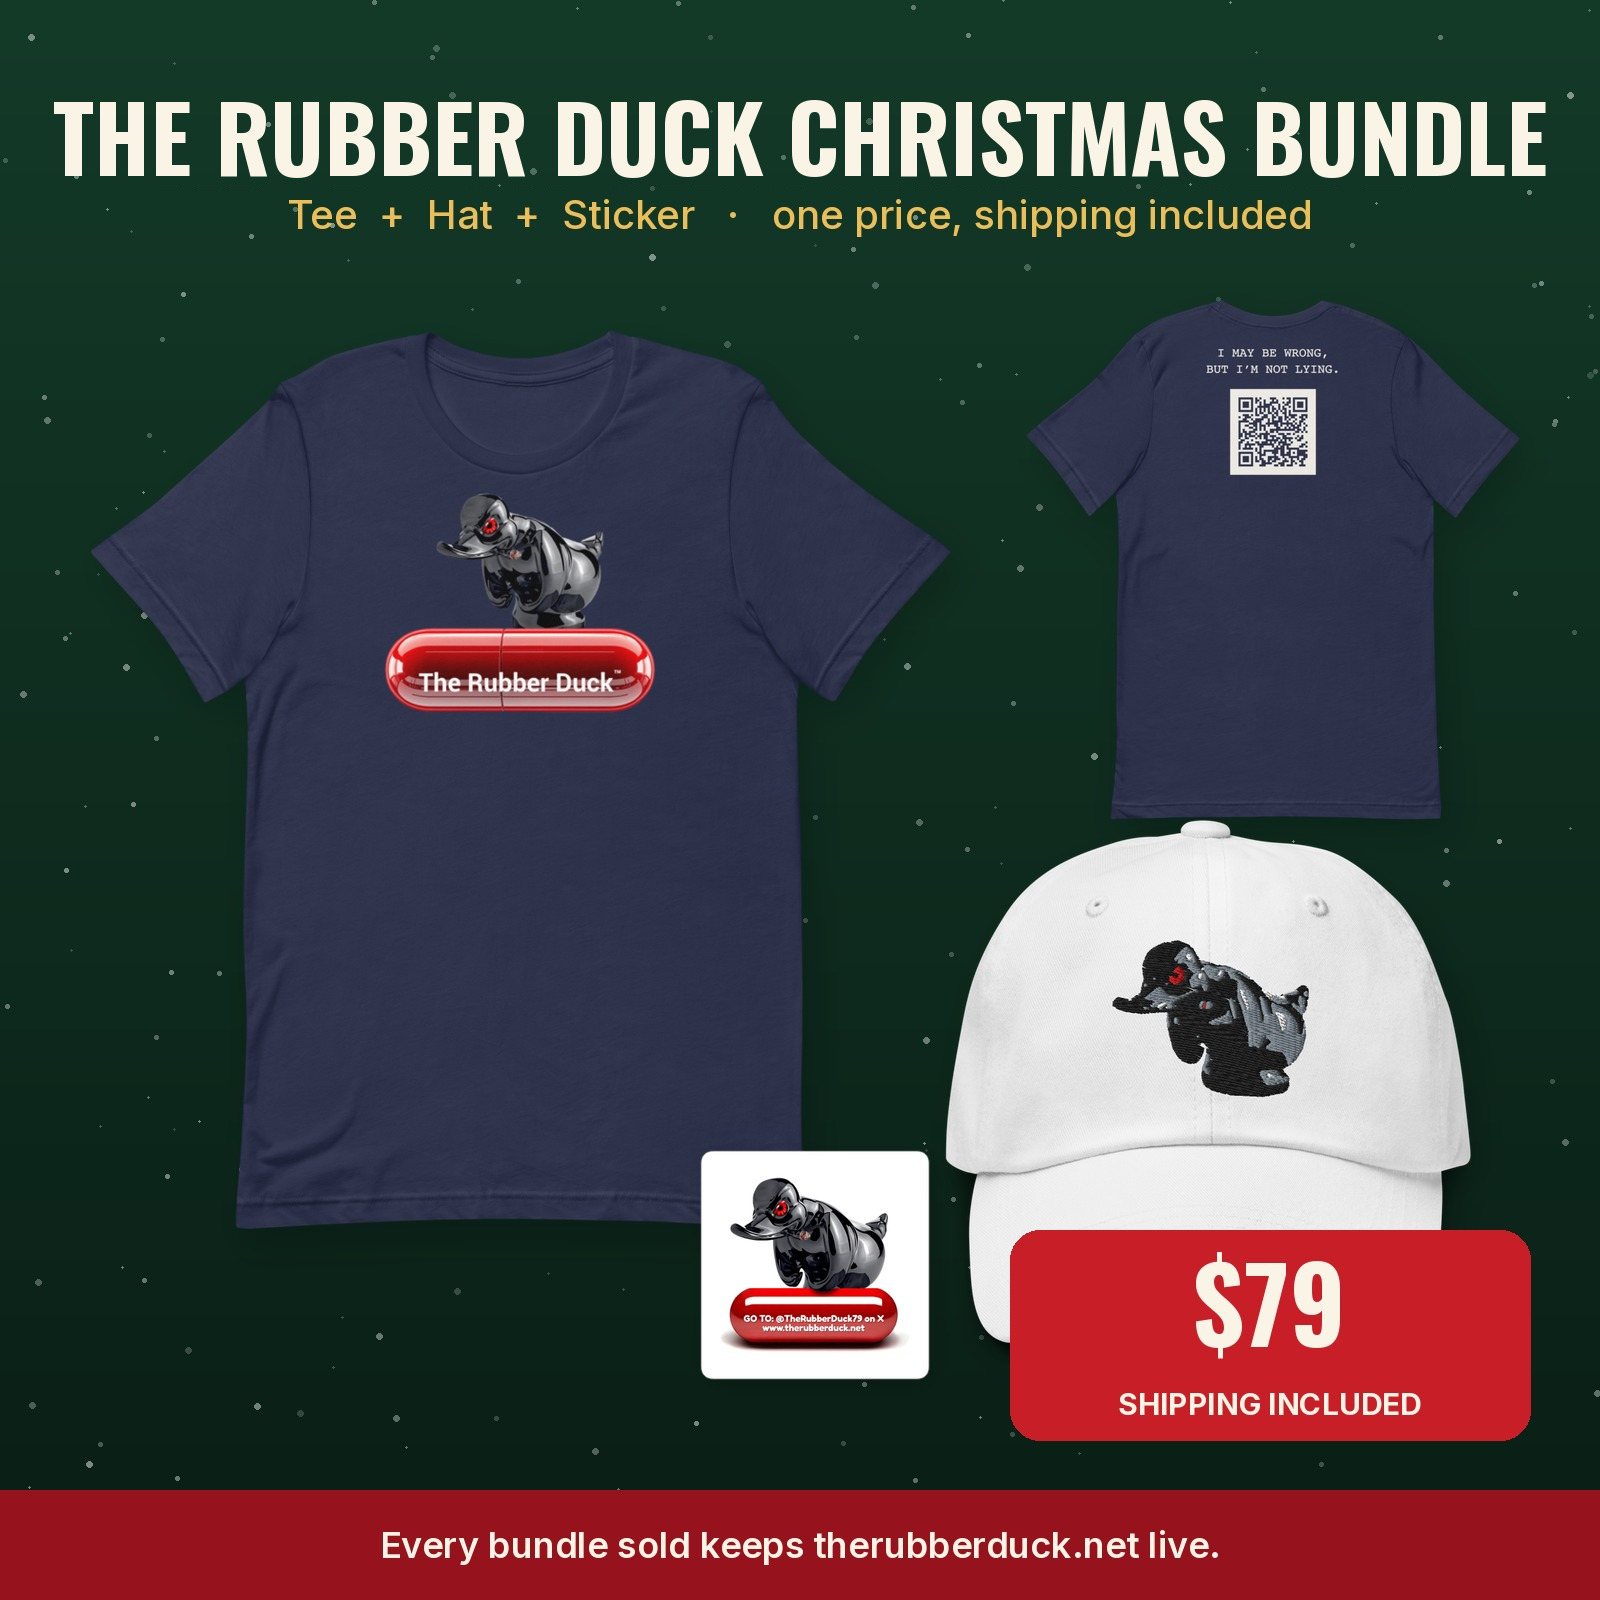 THE RUBBER DUCK CHRISTMAS BUNDLE
Tee + Hat + Sticker · one price, shipping included
I MAY BE WRONG,
BUT I'M NOT LYING.
The Rubber Duck™
GO TO: @TheRubberDuck79 on X
www.therubberduck.net
$79
SHIPPING INCLUDED
Every bundle sold keeps therubberduck.net live.